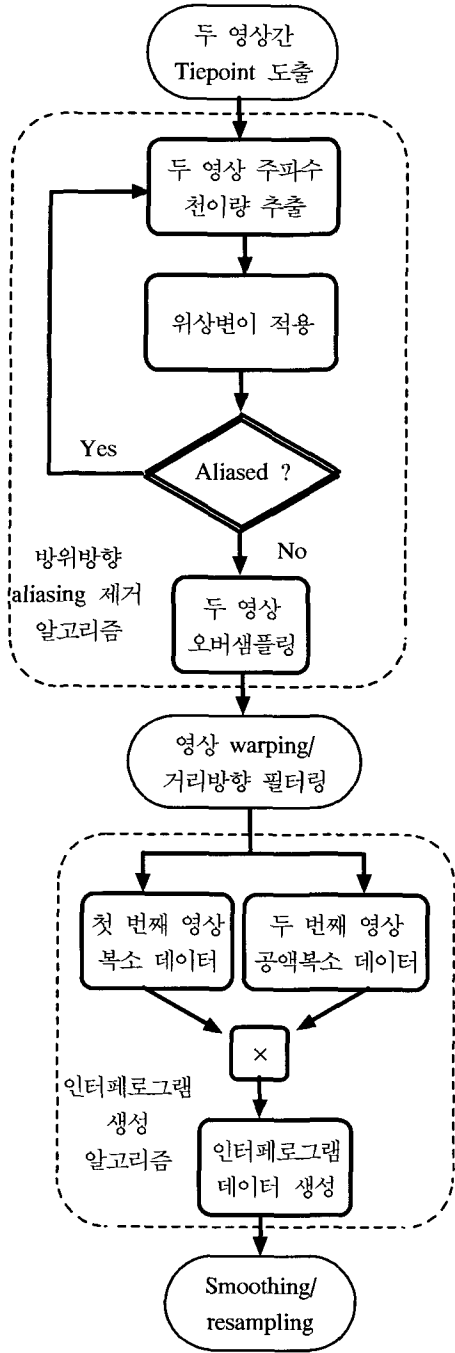 두 영상간
Tiepoint 도출
두 영상 주파수
천이량 추출
위상변이 적용
Yes
Aliased ?
No
방위방향
aliasing 제거
알고리즘
두 영상
오버샘플링
영상 warping/
거리방향 필터링
첫 번째 영상
복소 데이터
두 번째 영상
공액복소 데이터
×
인터페로그램
생성
알고리즘
인터페로그램
데이터 생성
Smoothing/
resampling